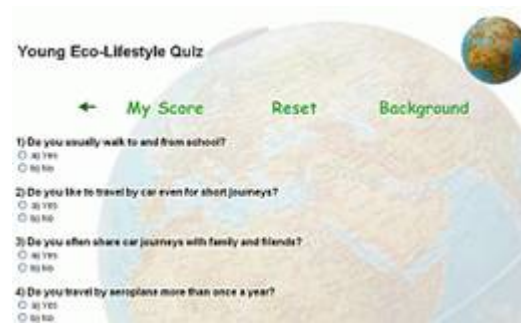 Young Eco-Lifestyle Quiz
My Score Reset Background
1) Do you usually walk to and from school?
a) Yes
b) No
2) Do you like to travel by car even for short journeys?
a) Yes
b) No
3) Do you often share car journeys with family and friends?
a) Yes
b) No
4) Do you travel by aeroplane more than once a year?
a) Yes
b) No